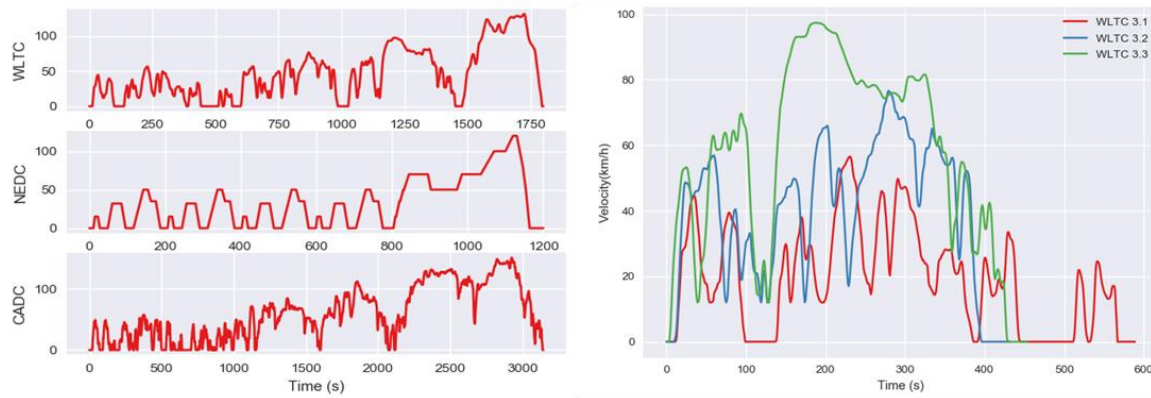 WLTC
100
50
0
0 250 500 750 1000 1250 1500 1750
NEDC
100
50
0
0 200 400 600 800 1000 1200
CADC
100
0
0 500 1000 1500 2000 2500 3000
Time (s)
Velocity(km/h)
100
80
60
40
20
0
0 100 200 300 400 500 600
Time (s)
WLTC 3.1
WLTC 3.2
WLTC 3.3